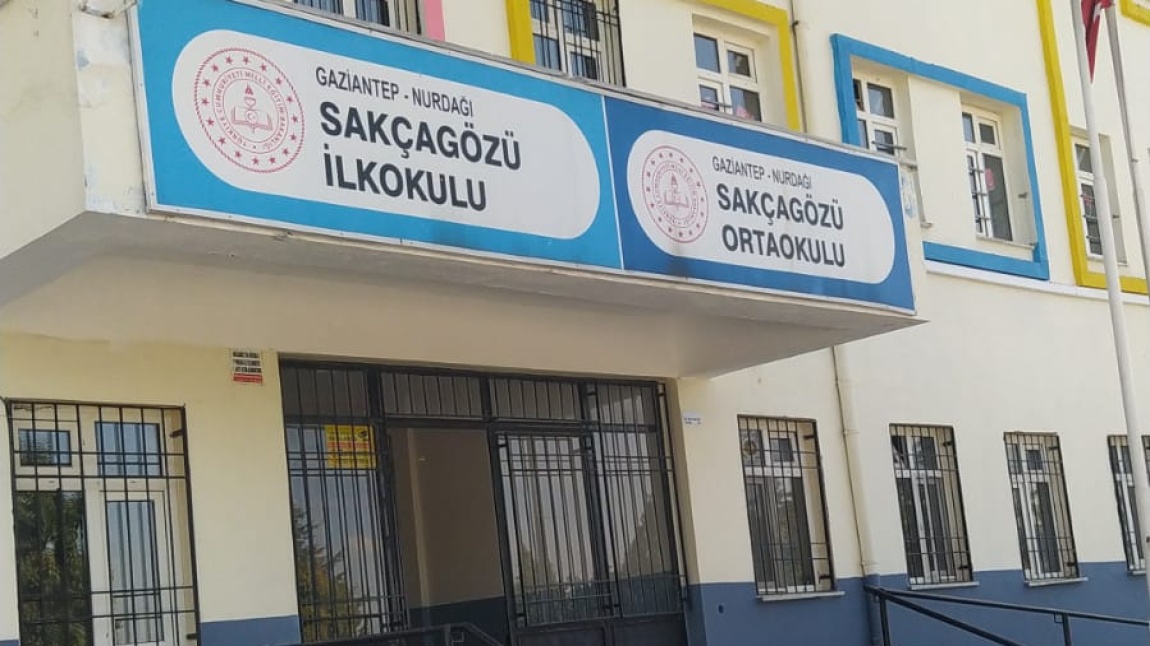 GAZİANTEP - NURDAĞI
SAKÇAGÖZÜ
İLKOKULU
GAZİANTEP - NURDAĞI
SAKÇAGÖZÜ
ORTAOKULU